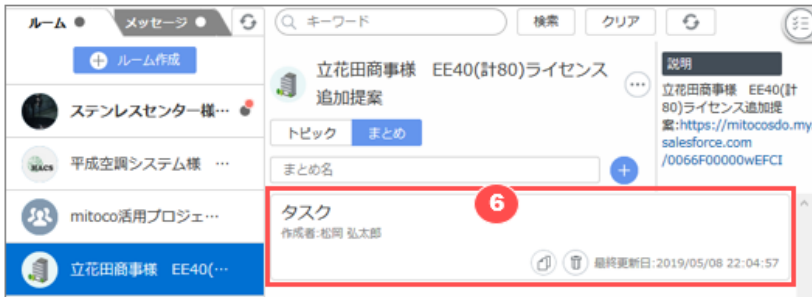 ルーム
メッセージ
キーワード
検索
クリア
ルーム作成
ステンレスセンター様…
平成空調システム様 …
mitoco活用プロジェ…
立花田商事様 EE40(…
立花田商事様 EE40(計80)ライセンス
追加提案
トピック
まとめ
まとめ名
6
タスク
作成者:松岡 弘太郎
最終更新日:2019/05/08 22:04:57
説明
立花田商事様 EE40(計
80)ライセンス追加提
案:https://mitocosdo.my
salesforce.com
/0066F00000wEFCI